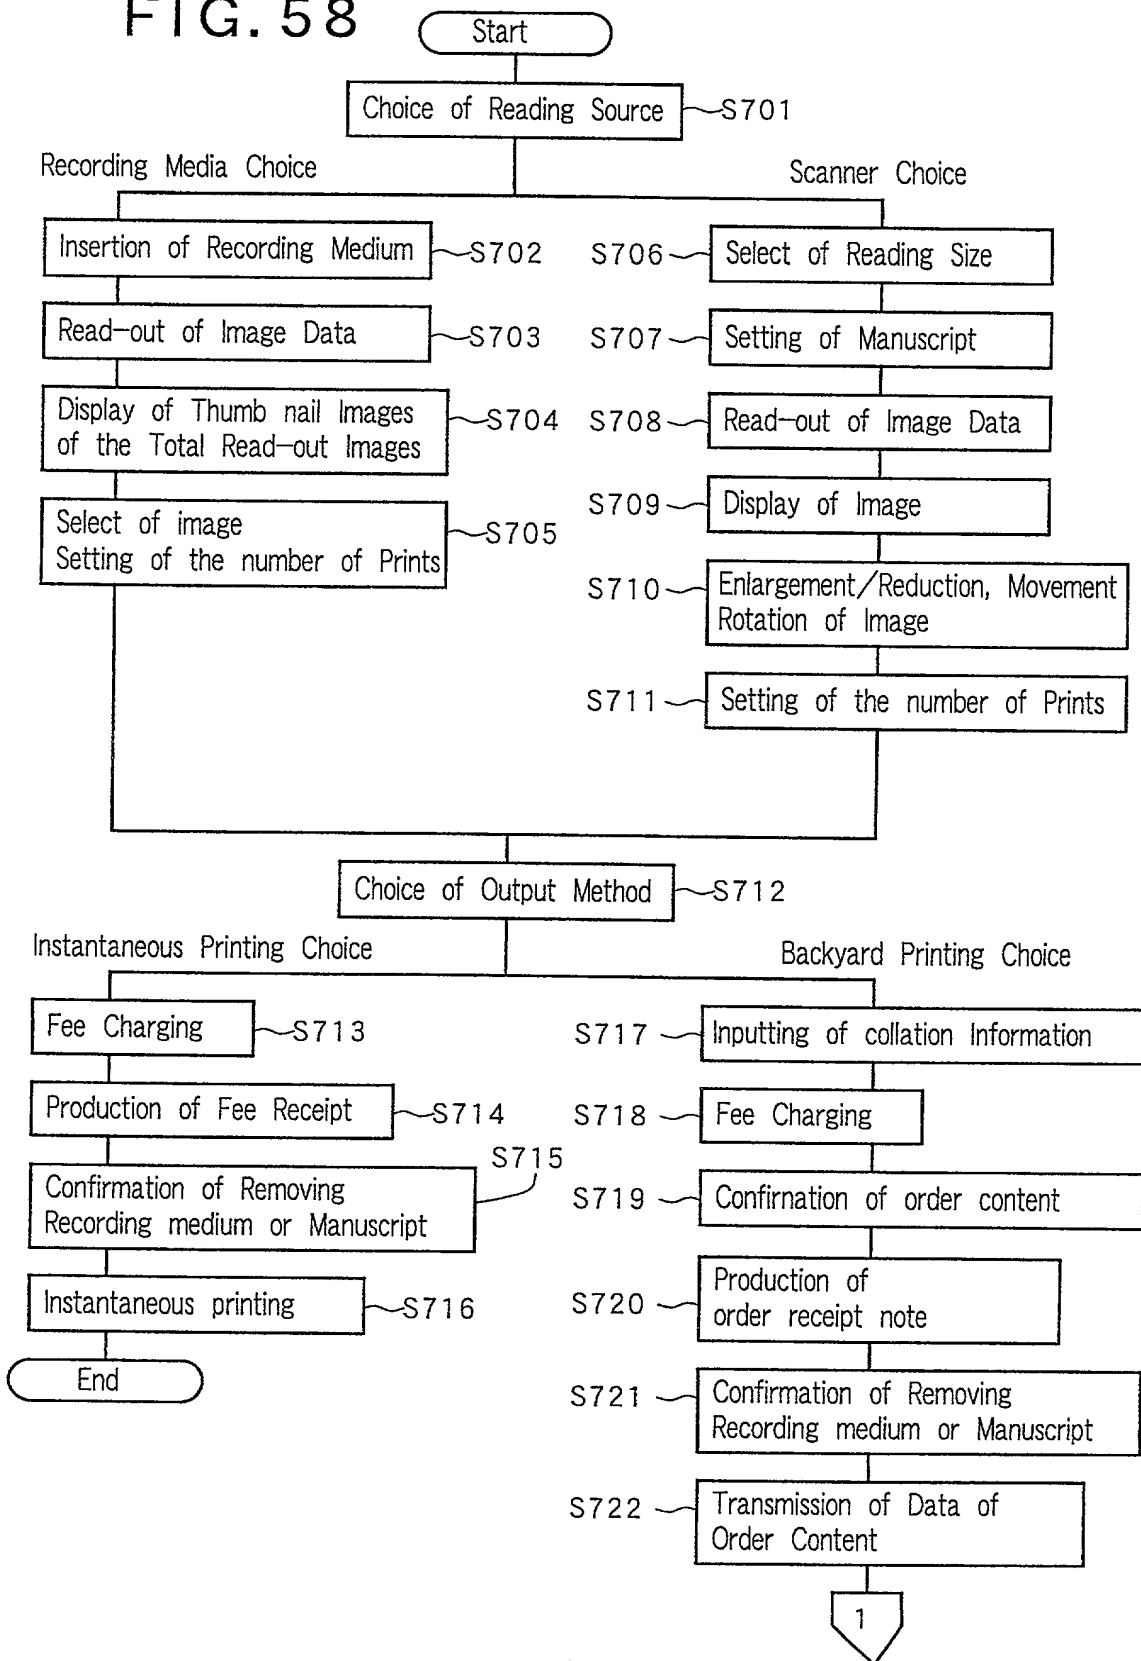 FIG. 58
Start
Choice of Reading Source
S701
Recording Media Choice
Insertion of Recording Medium
S702
Read-out of Image Data
S703
Display of Thumb nail Images
of the Total Read-out Images
S704
Select of image
Setting of the number of Prints
S705
Scanner Choice
S706
Select of Reading Size
S707
Setting of Manuscript
S708
Read-out of Image Data
S709
Display of Image
S710
Enlargement/Reduction, Movement
Rotation of Image
S711
Setting of the number of Prints
Choice of Output Method
S712
Instantaneous Printing Choice
Fee Charging
S713
Production of Fee Receipt
S714
S715
Confirmation of Removing
Recording medium or Manuscript
Instantaneous printing
S716
End
Backyard Printing Choice
S717
Inputting of collation Information
S718
Fee Charging
S719
Confirnation of order content
S720
Production of
order receipt note
S721
Confirmation of Removing
Recording medium or Manuscript
S722
Transmission of Data of
Order Content
1